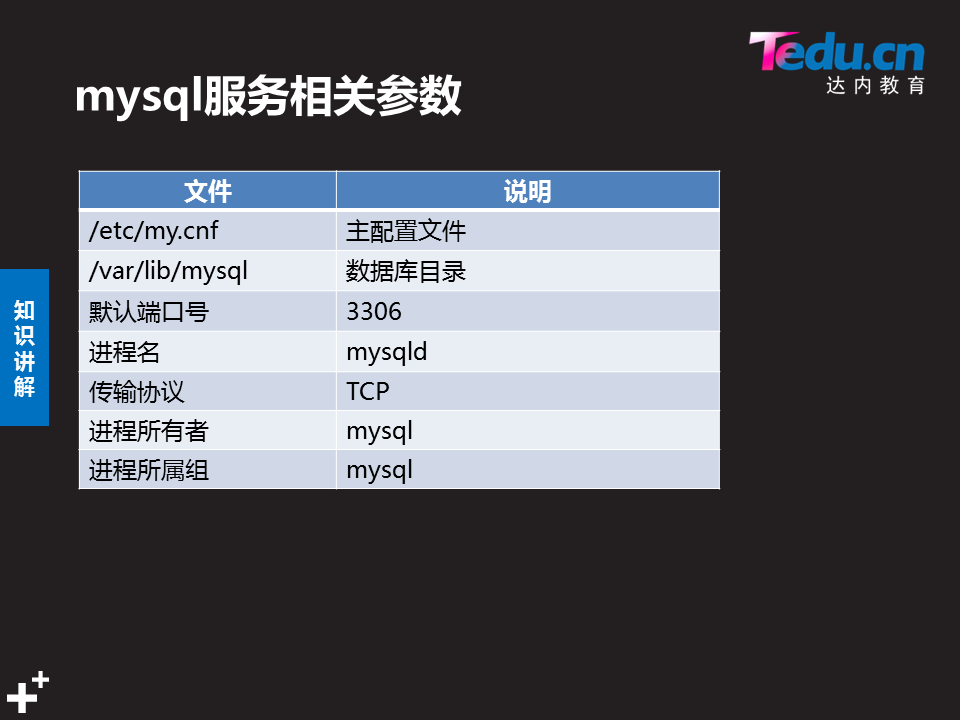 Tedu.cn
达内教育
mysql服务相关参数
文件 说明
/etc/my.cnf 主配置文件
/var/lib/mysql 数据库目录
默认端口号 3306
进程名 mysqld
传输协议 TCP
进程所有者 mysql
进程所属组 mysql
知
识
讲
解